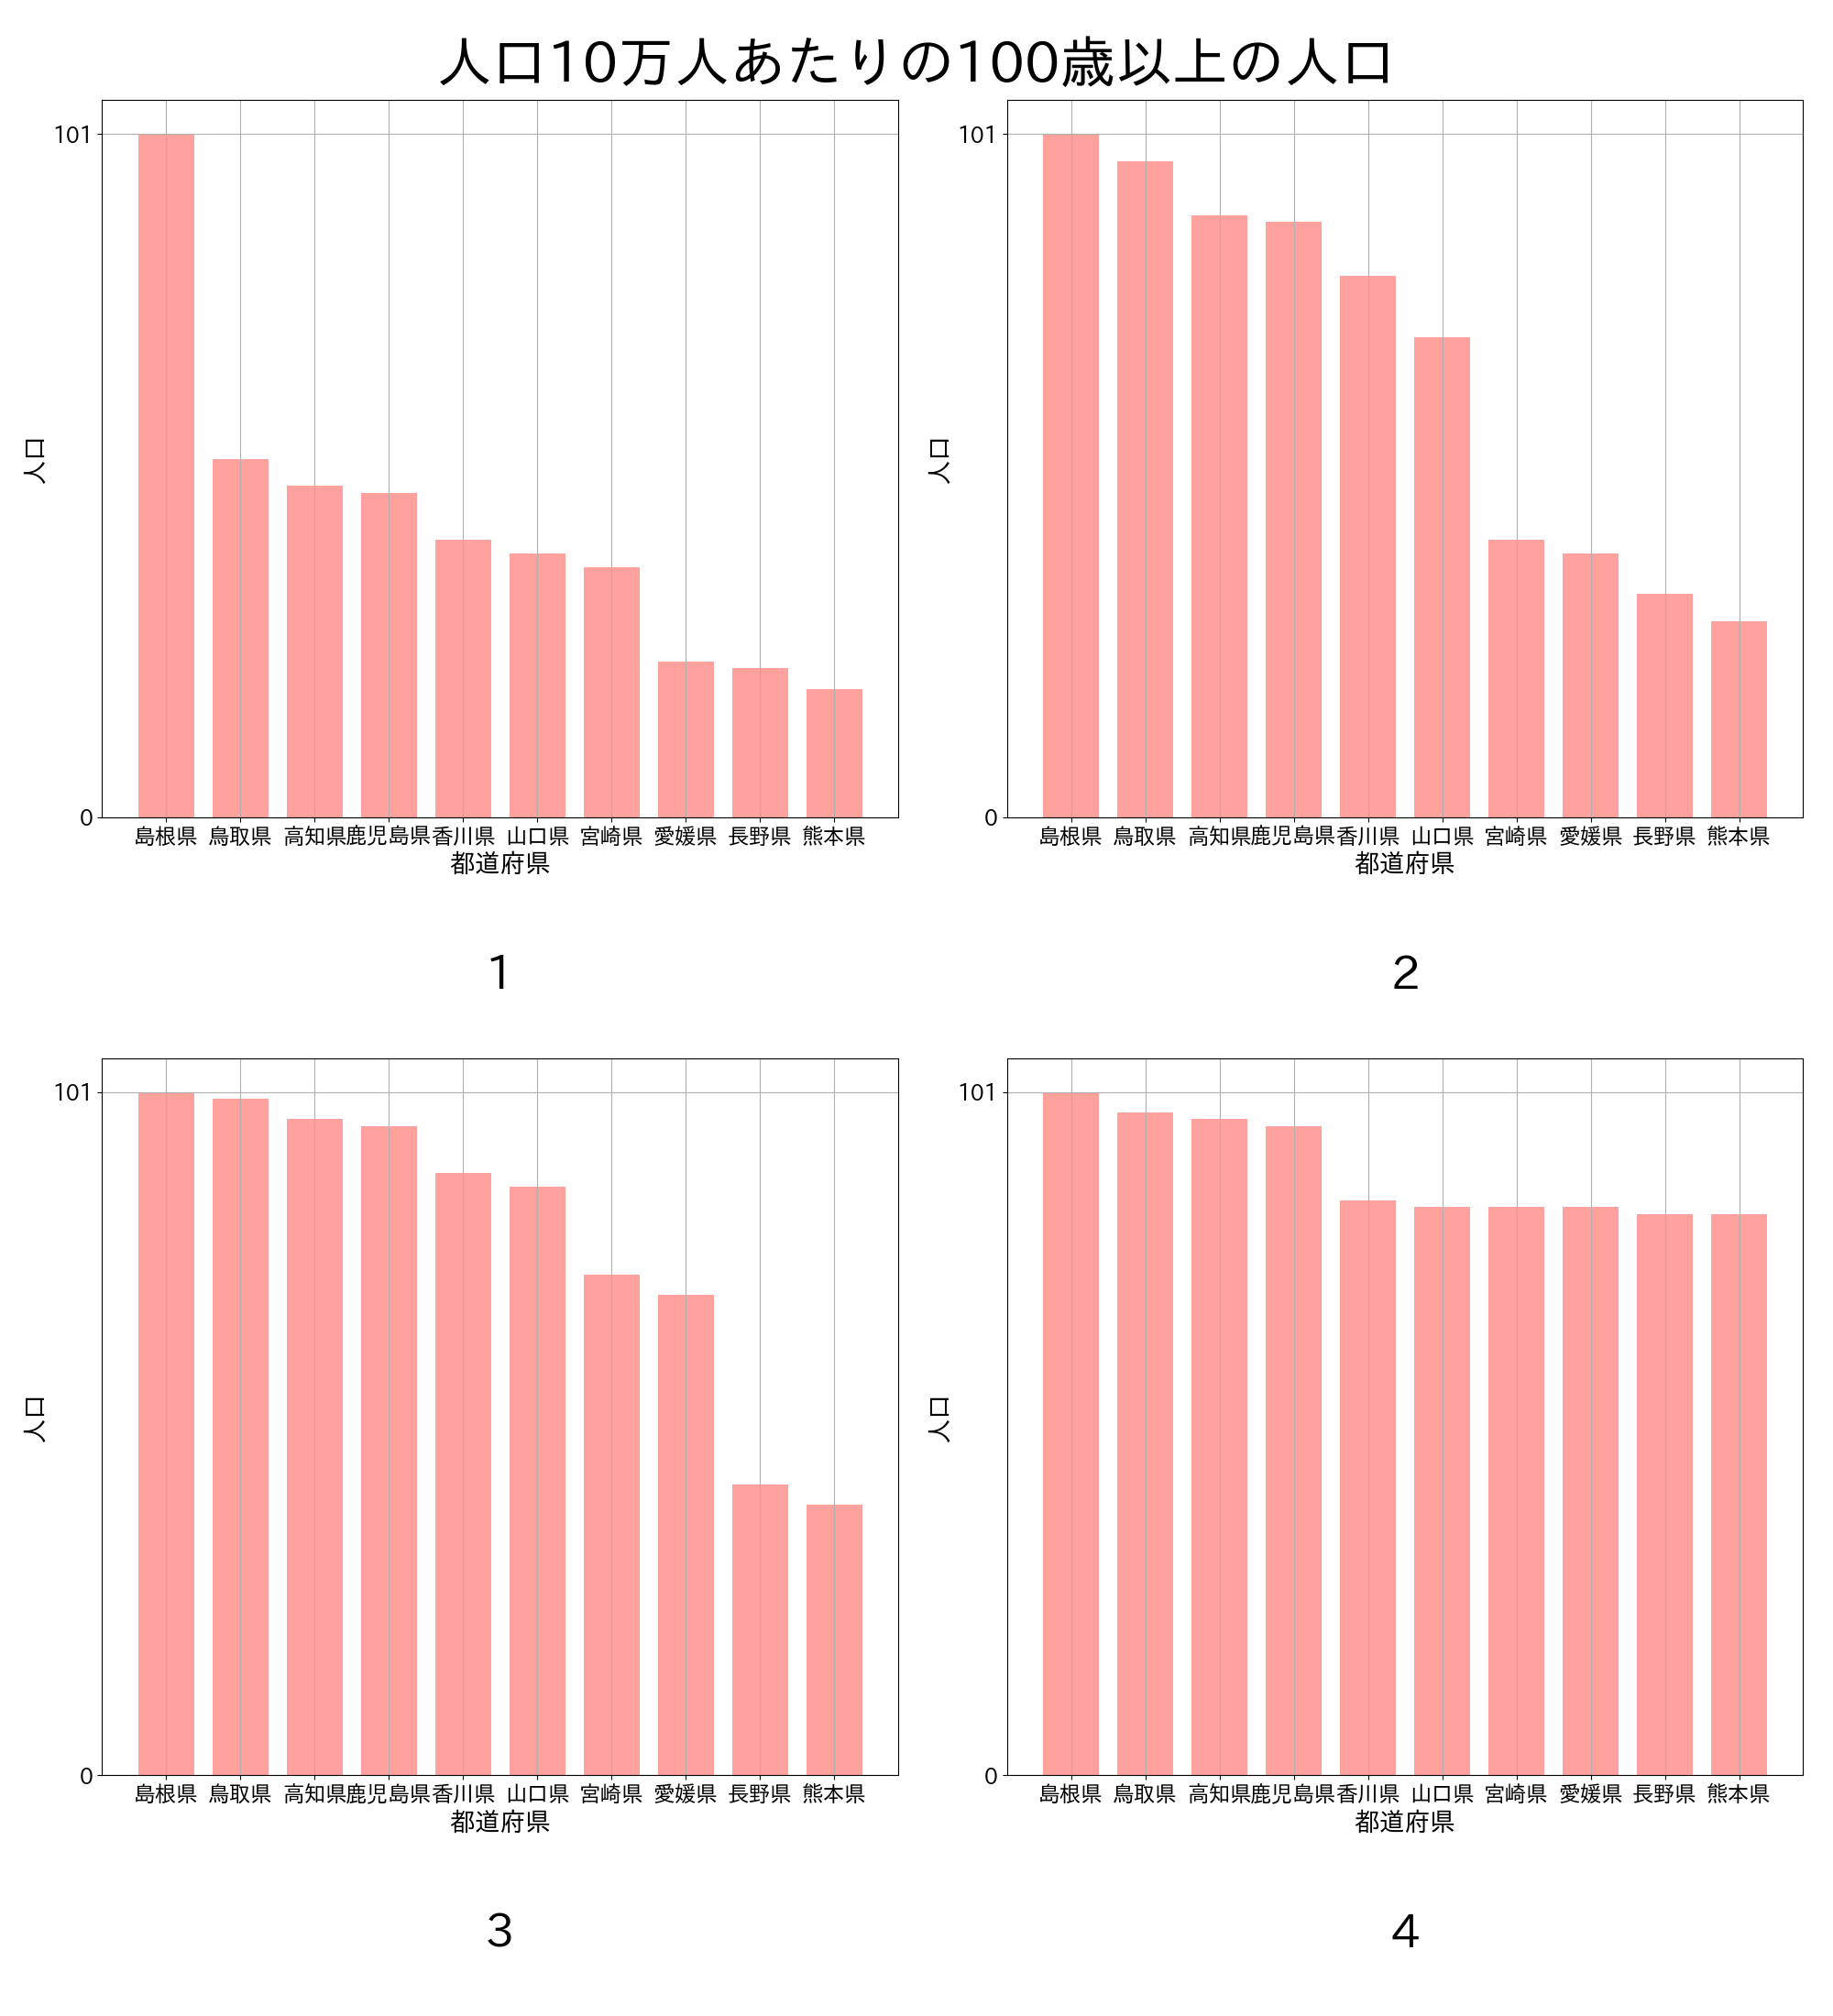 人口10万人あたりの100歳以上の人口
101
0
人口
島根県 鳥取県 高知県 鹿児島県 香川県 山口県 宮崎県 愛媛県 長野県 熊本県
都道府県
1
101
0
人口
島根県 鳥取県 高知県 鹿児島県 香川県 山口県 宮崎県 愛媛県 長野県 熊本県
都道府県
2
101
0
人口
島根県 鳥取県 高知県 鹿児島県 香川県 山口県 宮崎県 愛媛県 長野県 熊本県
都道府県
3
101
0
人口
島根県 鳥取県 高知県 鹿児島県 香川県 山口県 宮崎県 愛媛県 長野県 熊本県
都道府県
4